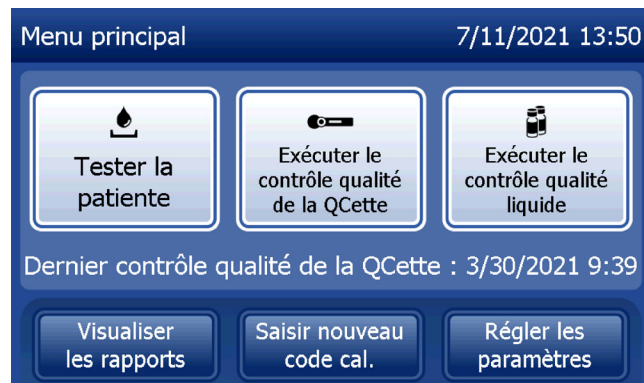 Menu principal 7/11/2021 13:50
Tester la
patiente
Exécuter le
contrôle qualité
de la QCette
Exécuter le
contrôle qualité
liquide
Dernier contrôle qualité de la QCette : 3/30/2021 9:39
Visualiser
les rapports
Saisir nouveau
code cal.
Régler les
paramètres